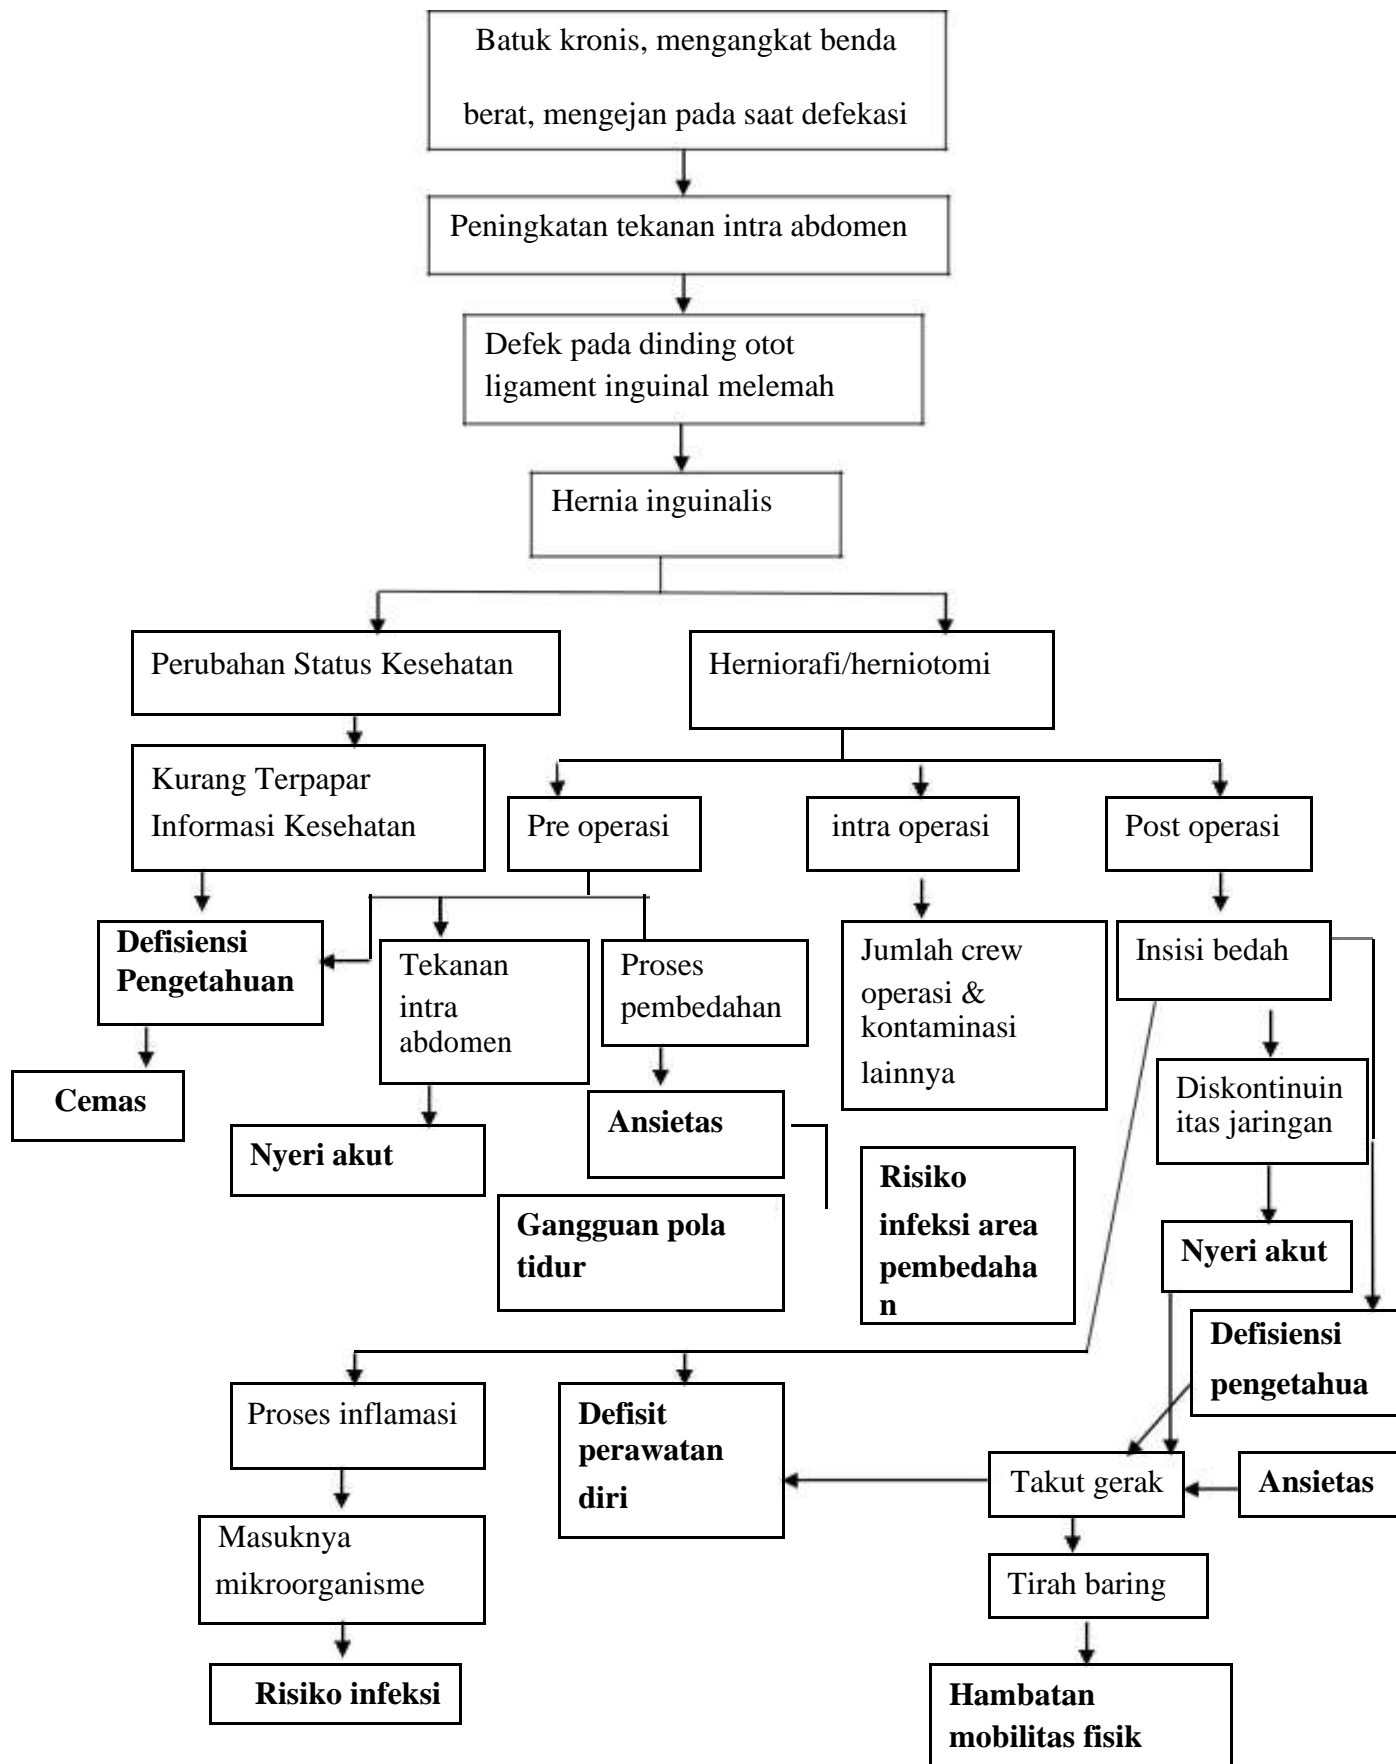 Batuk kronis, mengangkat benda
berat, mengejan pada saat defekasi
Peningkatan tekanan intra abdomen
Defek pada dinding otot
ligament inguinal melemah
Hernia inguinalis
Perubahan Status Kesehatan
Herniorafi/herniotomi
Kurang Terpapar
Informasi Kesehatan
Pre operasi
intra operasi
Post operasi
Defisiensi
Pengetahuan
Tekanan
intra
abdomen
Proses
pembedahan
Jumlah crew
operasi &
kontaminasi
lainnya
Insisi bedah
Cemas
Nyeri akut
Ansietas
Diskontinuin
itas jaringan
Gangguan pola
tidur
Risiko
infeksi area
pembedaha
n
Nyeri akut
Defisiensi
pengetahua
Proses inflamasi
Defisit
perawatan
diri
Takut gerak
Ansietas
Masuknya
mikroorganisme
Tirah baring
Risiko infeksi
Hambatan
mobilitas fisik